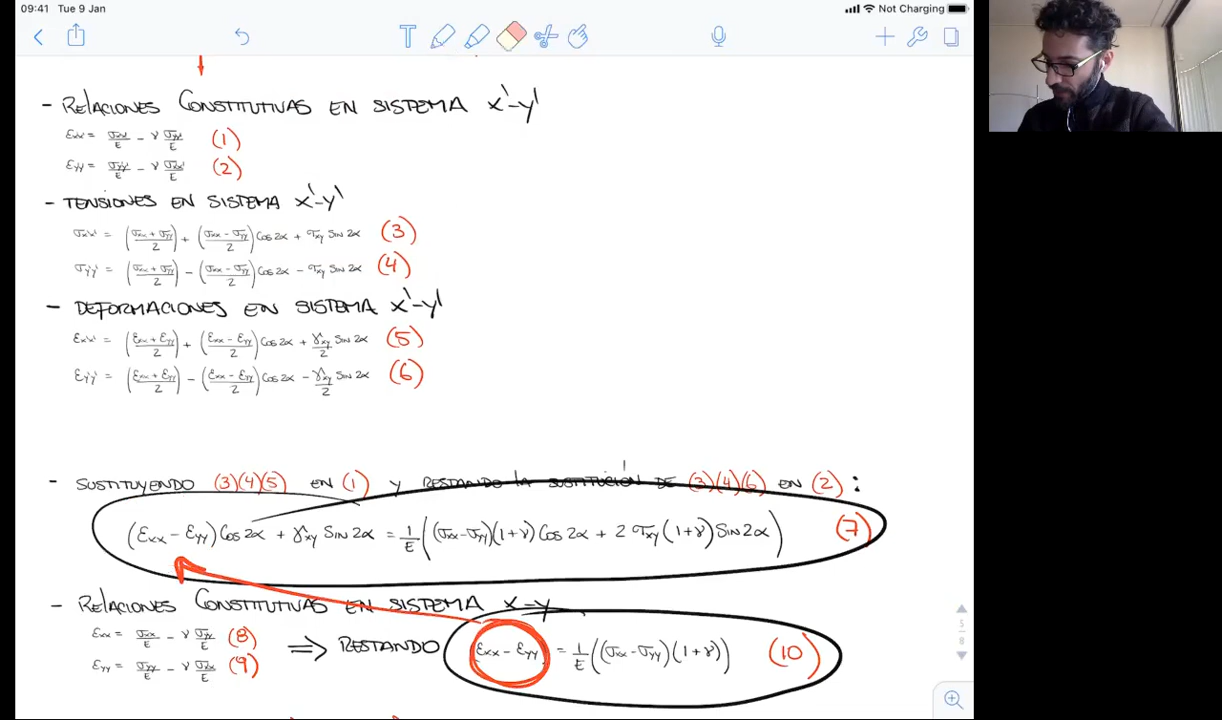 09:41 Tue 9 Jan
Not Charging
T
- RELACIONES CONSTITUTIVAS EN SISTEMA x'-y'
εx'x' = σx'x'/E - ν σy'y'/E (1)
εy'y' = σy'y'/E - ν σx'x'/E (2)
- TENSIONES EN SISTEMA x'-y'
σx'x' = ((σxx + σyy)/2) + ((σxx - σyy)/2) Cos 2α + τxy Sin 2α (3)
σy'y' = ((σxx + σyy)/2) - ((σxx - σyy)/2) Cos 2α - τxy Sin 2α (4)
- DEFORMACIONES EN SISTEMA x'-y'
εx'x' = ((εxx + εyy)/2) + ((εxx - εyy)/2) Cos 2α + γxy/2 Sin 2α (5)
εy'y' = ((εxx + εyy)/2) - ((εxx - εyy)/2) Cos 2α - γxy/2 Sin 2α (6)
- SUSTITUYENDO (3)(4)(5) EN (1) Y RESTANDO la SUSTITUCIÓN DE (3)(4)(6) EN (2):
(εxx - εyy) Cos 2α + γxy Sin 2α = 1/E ((σxx - σyy)(1+ν) Cos 2α + 2 τxy (1+ν) Sin 2α) (7)
- RELACIONES CONSTITUTIVAS EN SISTEMA x-y
εxx = σxx/E - ν σyy/E (8)
⇒ RESTANDO εxx - εyy = 1/E ((σxx - σyy)(1+ν)) (10)
εyy = σyy/E - ν σxx/E (9)
5
8